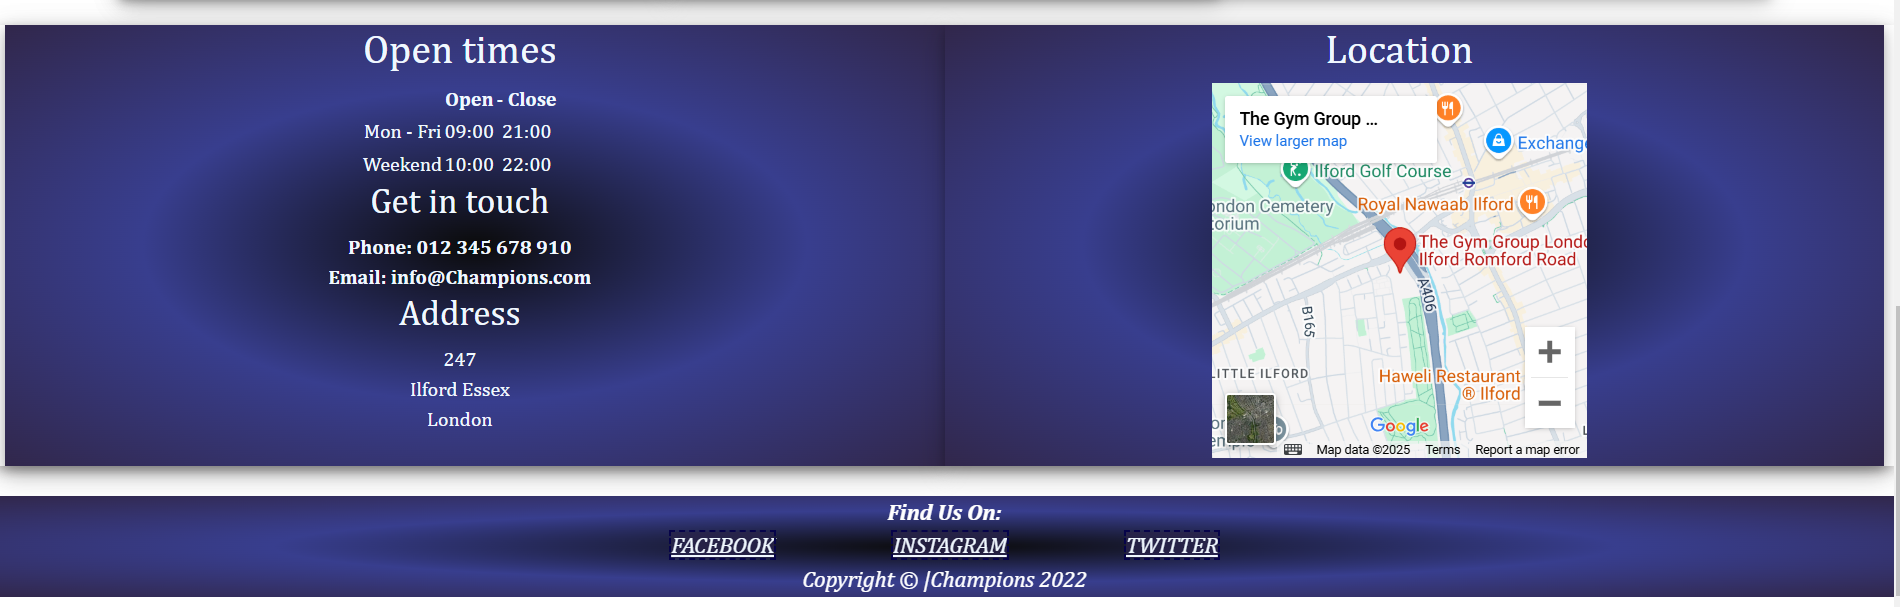 Open times
Open - Close
Mon - Fri 09:00 21:00
Weekend 10:00 22:00
Get in touch
Phone: 012 345 678 910
Email: info@Champions.com
Address
247
Ilford Essex
London
Location
The Gym Group ...
View larger map
Exchang
Ilford Golf Course
ondon Cemetery
orium
Royal Nawaab Ilford
The Gym Group Londo
Ilford Romford Road
A406
B165
LITTLE ILFORD
Haweli Restaurant
® Ilford
Google
Map data ©2025 Terms Report a map error
Find Us On:
FACEBOOK INSTAGRAM TWITTER
Copyright © |Champions 2022